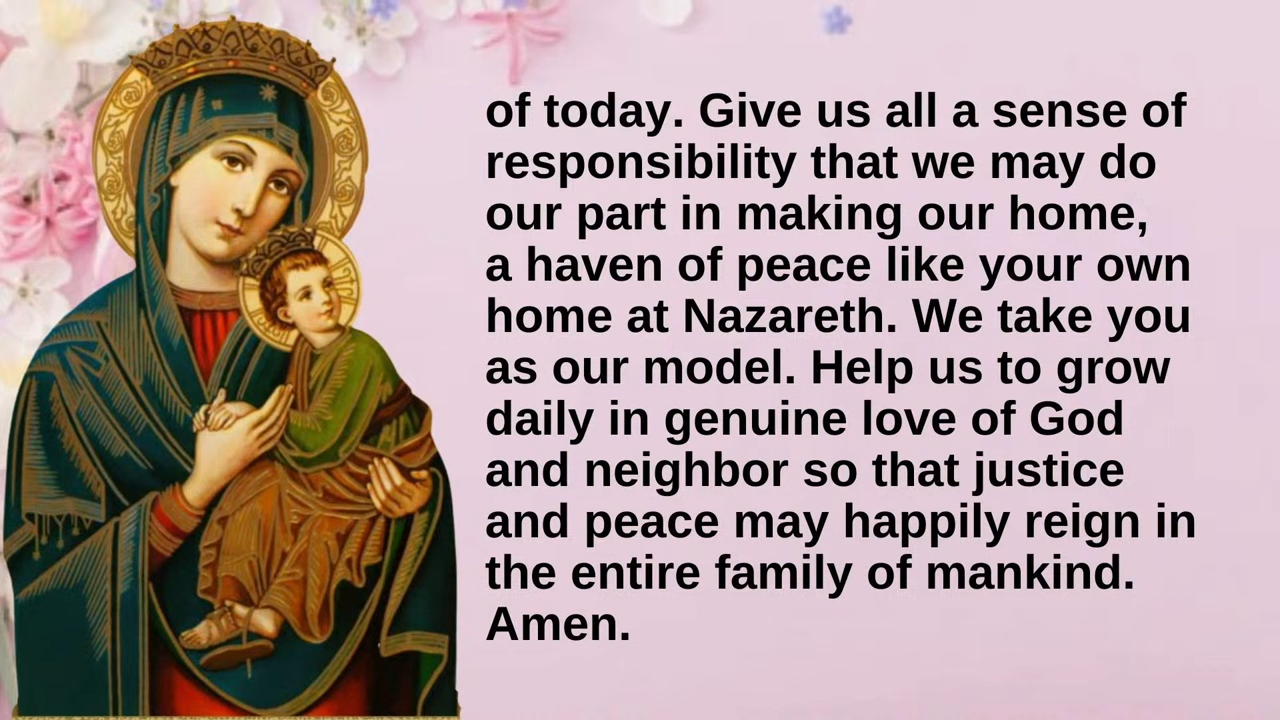 of today. Give us all a sense of
responsibility that we may do
our part in making our home,
a haven of peace like your own
home at Nazareth. We take you
as our model. Help us to grow
daily in genuine love of God
and neighbor so that justice
and peace may happily reign in
the entire family of mankind.
Amen.